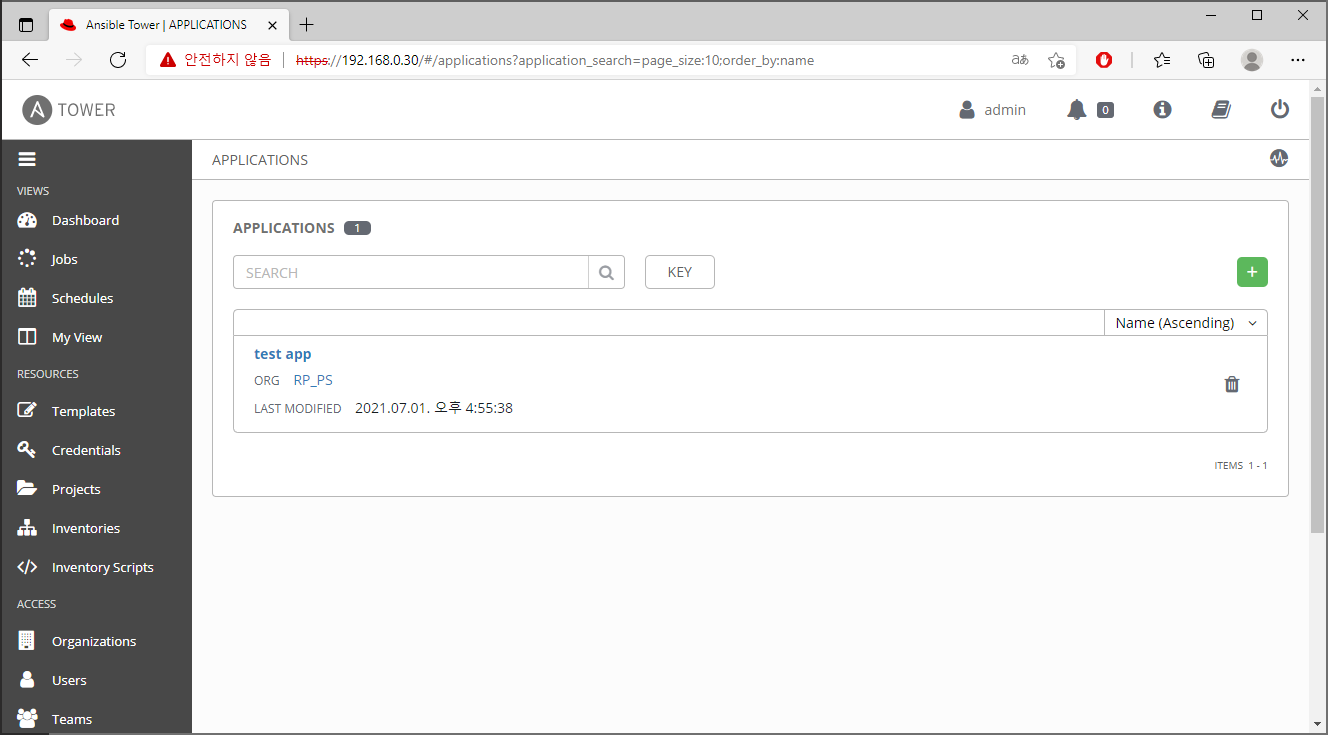 Ansible Tower | APPLICATIONS
안전하지 않음 https://192.168.0.30/#/applications?application_search=page_size:10;order_by:name
TOWER
admin
0
VIEWS
Dashboard
Jobs
Schedules
My View
RESOURCES
Templates
Credentials
Projects
Inventories
Inventory Scripts
ACCESS
Organizations
Users
Teams
APPLICATIONS
APPLICATIONS 1
SEARCH
KEY
+
Name (Ascending)
test app
ORG RP_PS
LAST MODIFIED 2021.07.01. 오후 4:55:38
ITEMS 1 - 1